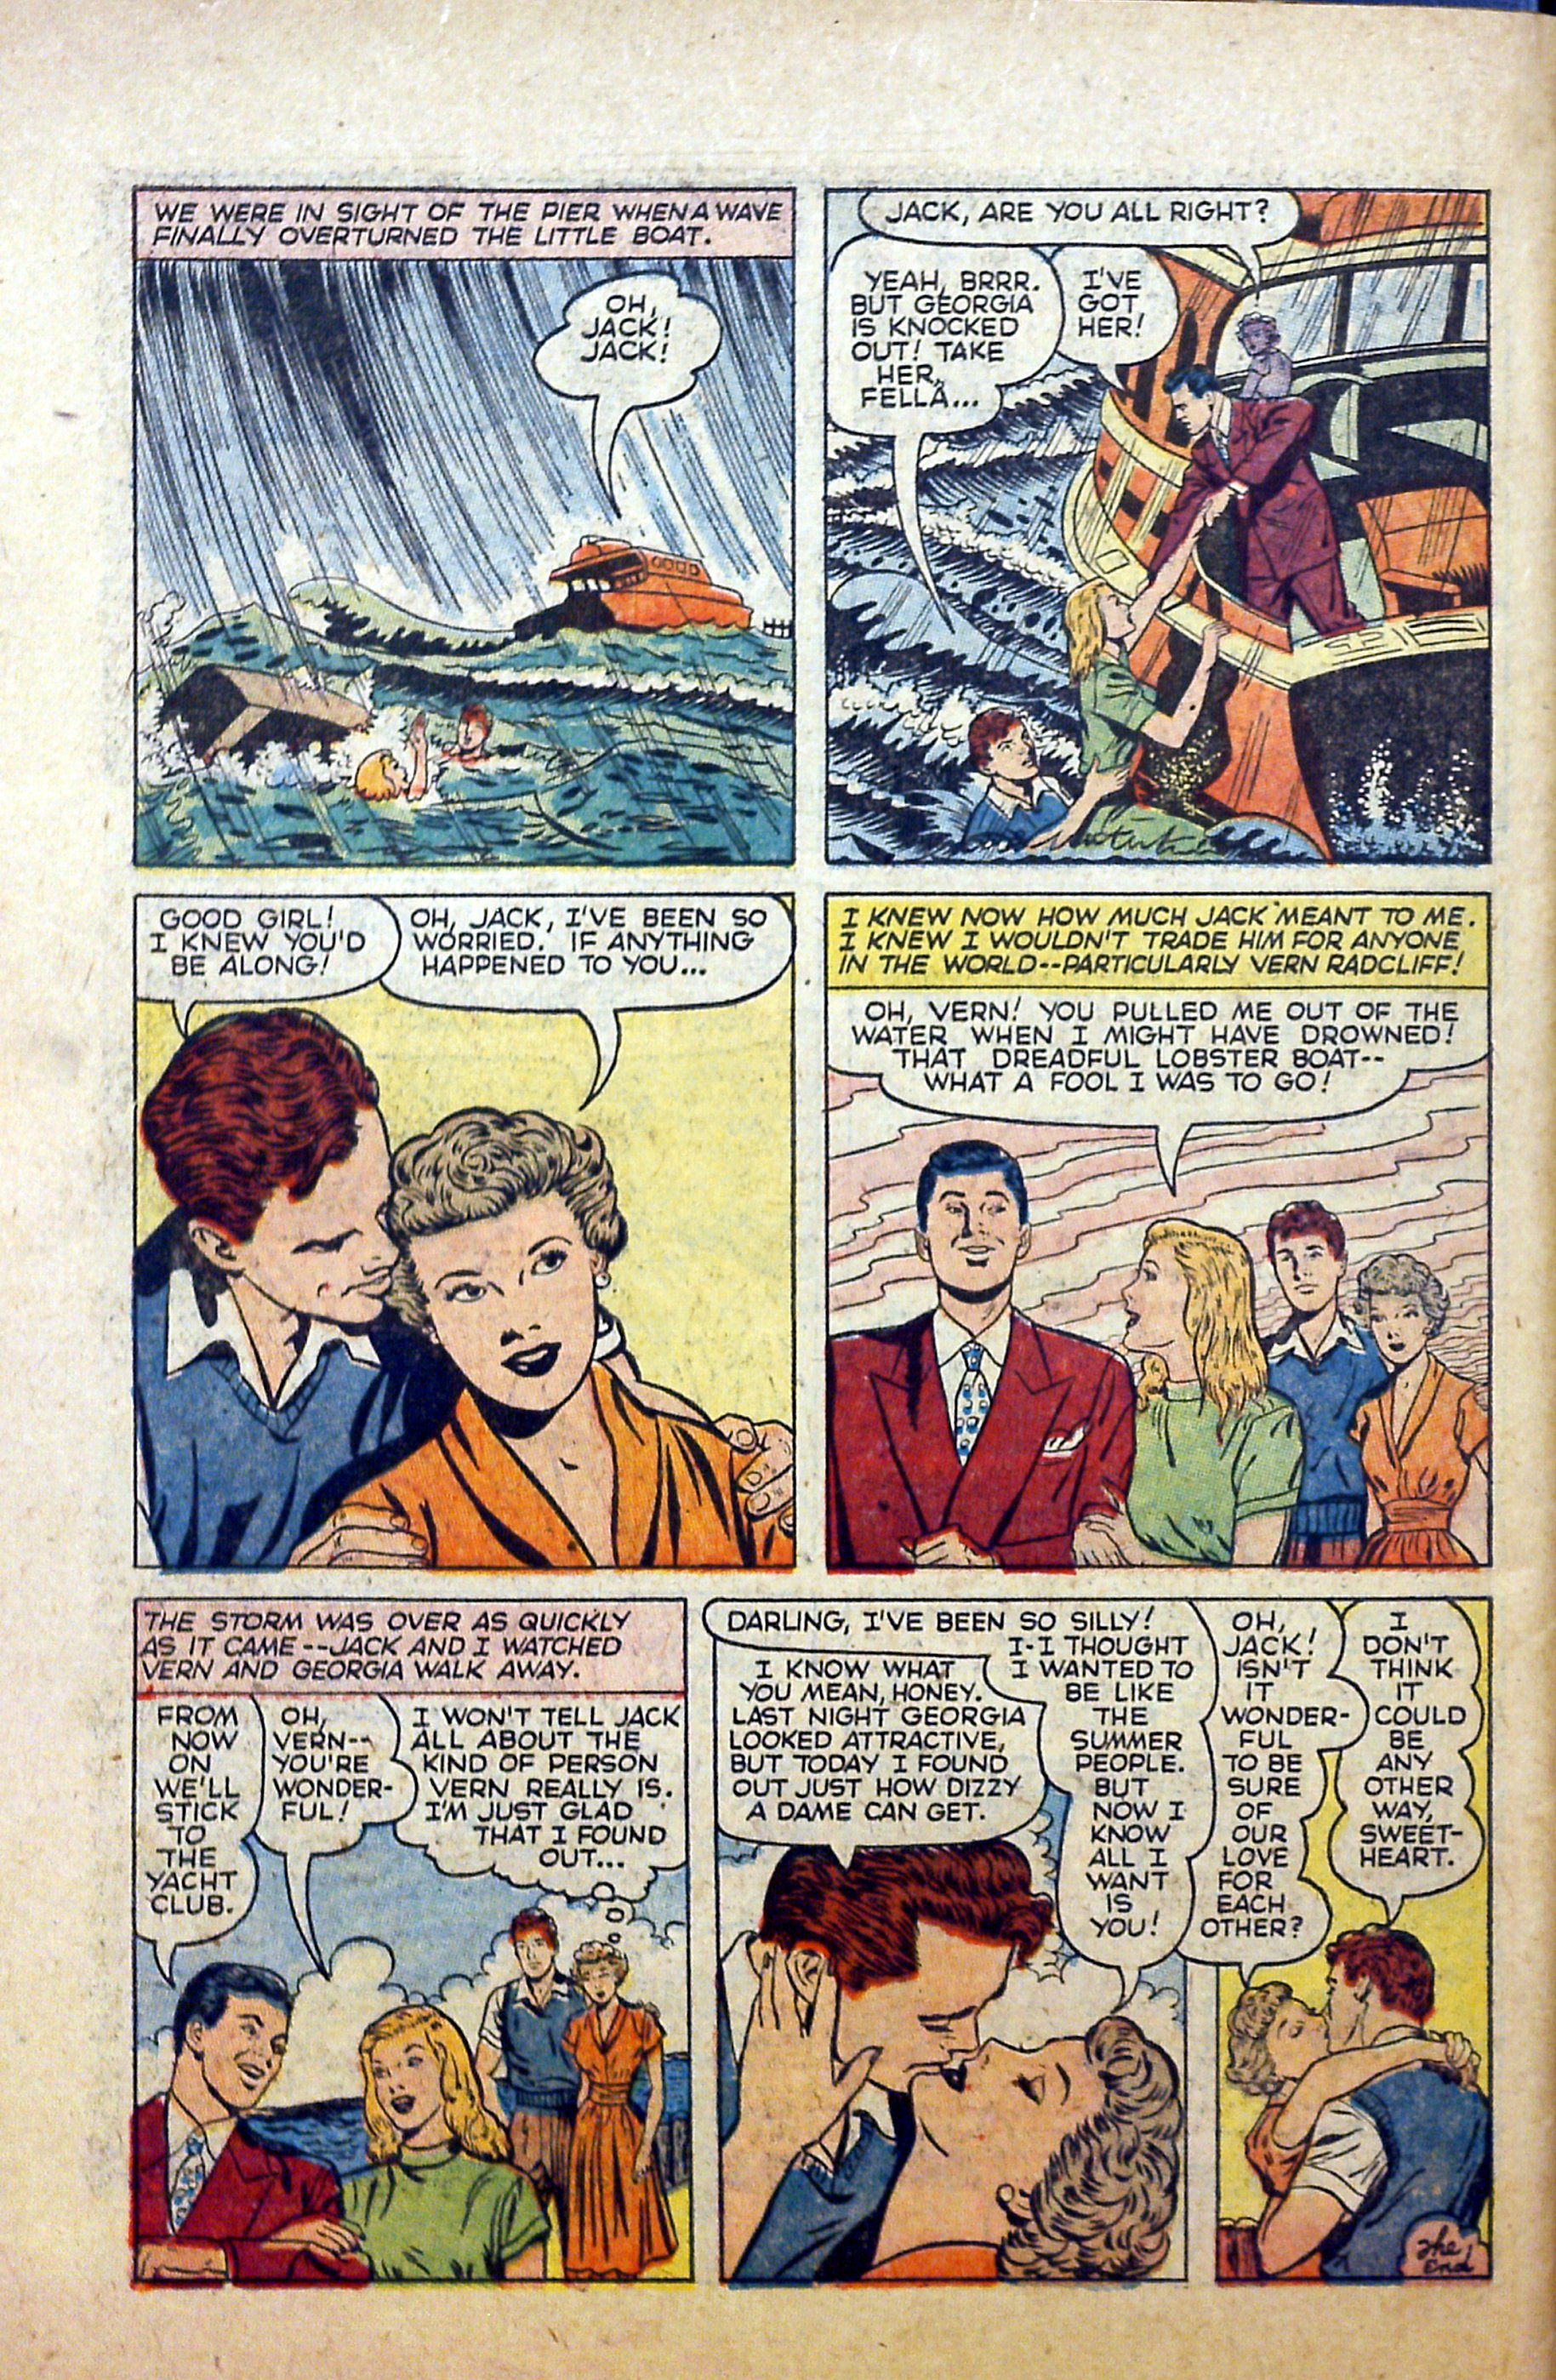 WE WERE IN SIGHT OF THE PIER WHEN A WAVE
FINALLY OVERTURNED THE LITTLE BOAT.
OH,
JACK!
JACK!
JACK, ARE YOU ALL RIGHT?
YEAH, BRRR.
BUT GEORGIA
IS KNOCKED
OUT! TAKE
HER,
FELLA...
I'VE
GOT
HER!
GOOD GIRL!
I KNEW YOU'D
BE ALONG!
OH, JACK, I'VE BEEN SO
WORRIED. IF ANYTHING
HAPPENED TO YOU...
I KNEW NOW HOW MUCH JACK MEANT TO ME.
I KNEW I WOULDN'T TRADE HIM FOR ANYONE
IN THE WORLD--PARTICULARLY VERN RADCLIFF!
OH, VERN! YOU PULLED ME OUT OF THE
WATER WHEN I MIGHT HAVE DROWNED!
THAT DREADFUL LOBSTER BOAT--
WHAT A FOOL I WAS TO GO!
THE STORM WAS OVER AS QUICKLY
AS IT CAME--JACK AND I WATCHED
VERN AND GEORGIA WALK AWAY.
FROM
NOW
ON
WE'LL
STICK
TO
THE
YACHT
CLUB.
OH,
VERN--
YOU'RE
WONDER-
FUL!
I WON'T TELL JACK
ALL ABOUT THE
KIND OF PERSON
VERN REALLY IS.
I'M JUST GLAD
THAT I FOUND
OUT...
DARLING, I'VE BEEN SO SILLY!
I-I THOUGHT
I WANTED TO
BE LIKE
THE
SUMMER
PEOPLE.
BUT
NOW I
KNOW
ALL I
WANT
IS
YOU!
I KNOW WHAT
YOU MEAN, HONEY.
LAST NIGHT GEORGIA
LOOKED ATTRACTIVE,
BUT TODAY I FOUND
OUT JUST HOW DIZZY
A DAME CAN GET.
OH,
JACK!
ISN'T
IT
WONDER-
FUL
TO BE
SURE
OF
OUR
LOVE
FOR
EACH
OTHER?
I
DON'T
THINK
IT
COULD
BE
ANY
OTHER
WAY,
SWEET-
HEART.
The
End